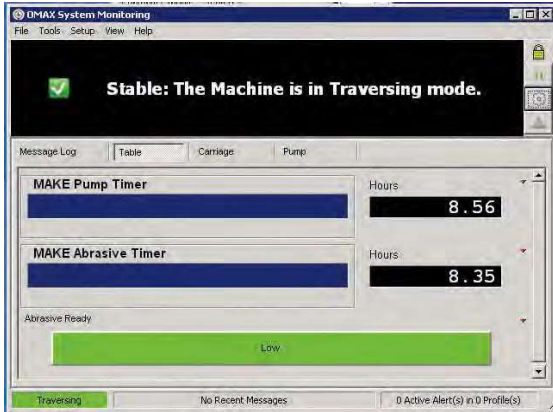 OMAX System Monitoring
File Tools Setup View Help
Stable: The Machine is in Traversing mode.
Message Log Table Carriage Pump
MAKE Pump Timer
Hours
8.56
MAKE Abrasive Timer
Hours
8.35
Abrasive Ready
Low
Traversing No Recent Messages 0 Active Alert(s) in 0 Profile(s)